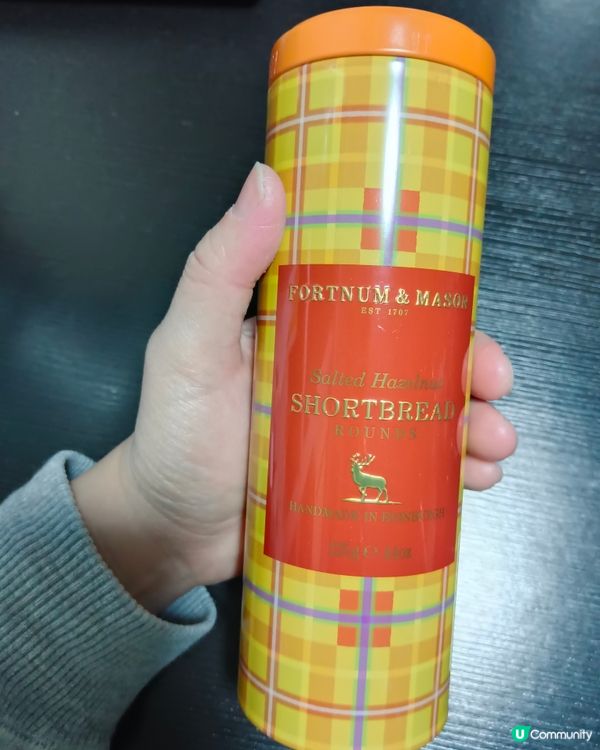 FORTNUM & MASON
EST 1707
Salted Hazelnut
SHORTBREAD
ROUNDS
HANDMADE IN EDINBURGH
U Community